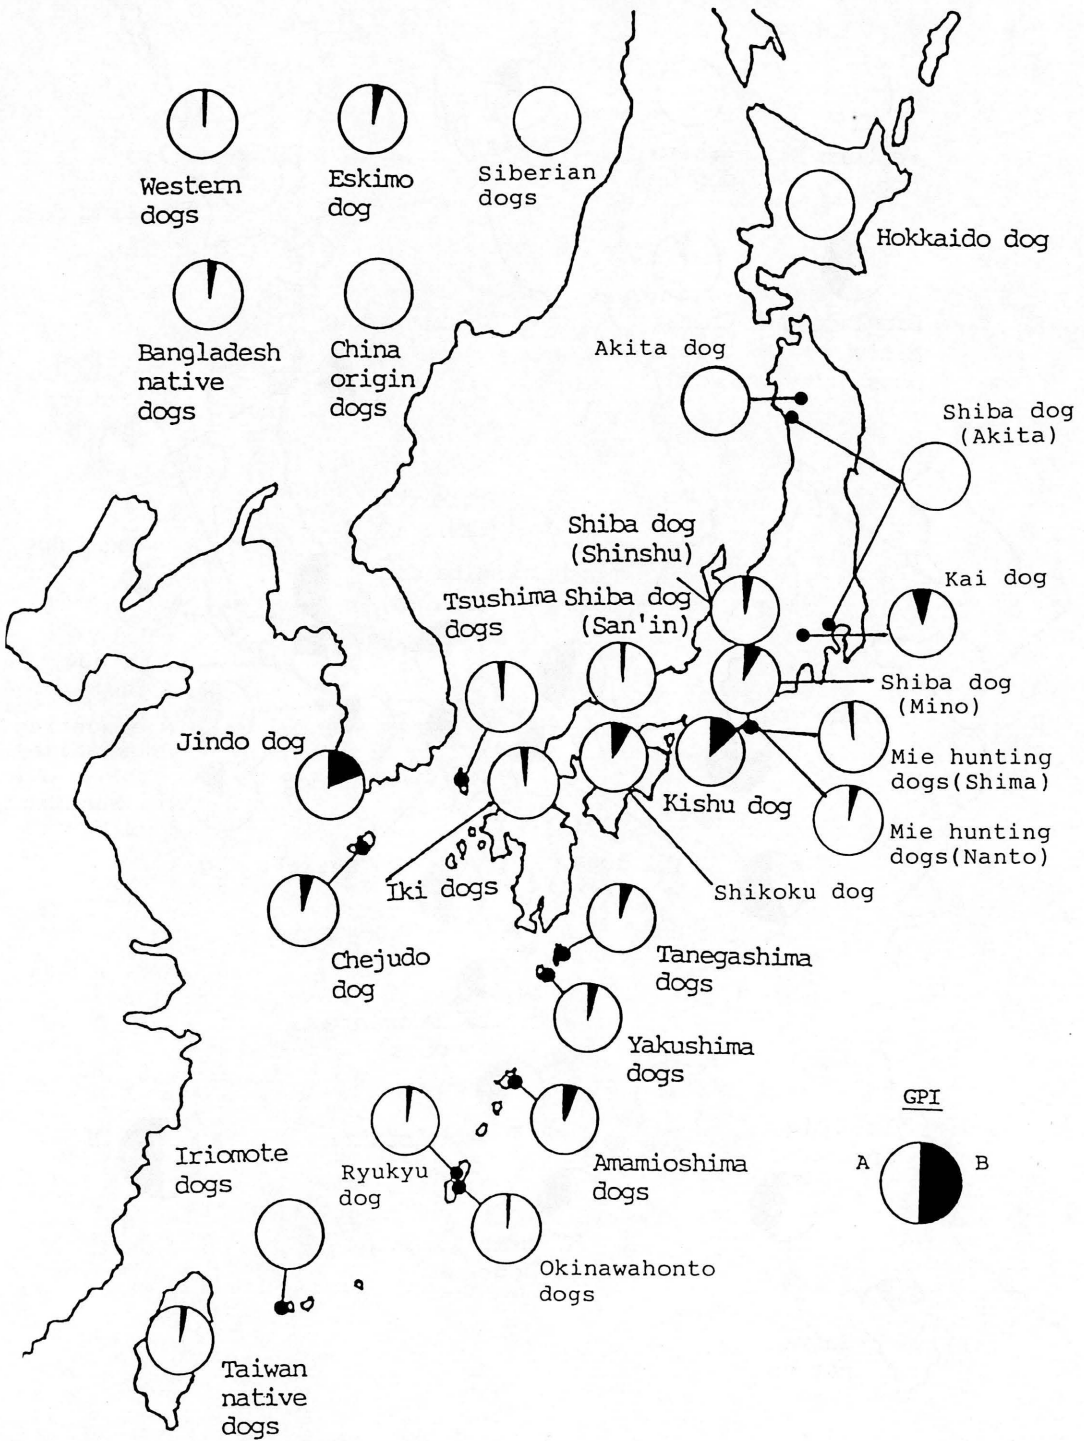 Western
dogs
Eskimo
dog
Siberian
dogs
Hokkaido dog
Bangladesh
native
dogs
China
origin
dogs
Akita dog
Shiba dog
(Akita)
Shiba dog
(Shinshu)
Kai dog
Tsushima
dogs
Shiba dog
(San'in)
Shiba dog
(Mino)
Jindo dog
Mie hunting
dogs(Shima)
Kishu dog
Mie hunting
dogs(Nanto)
Iki dogs
Shikoku dog
Chejudo
dog
Tanegashima
dogs
Yakushima
dogs
GPI
A
B
Iriomote
dogs
Ryukyu
dog
Amamioshima
dogs
Okinawahonto
dogs
Taiwan
native
dogs